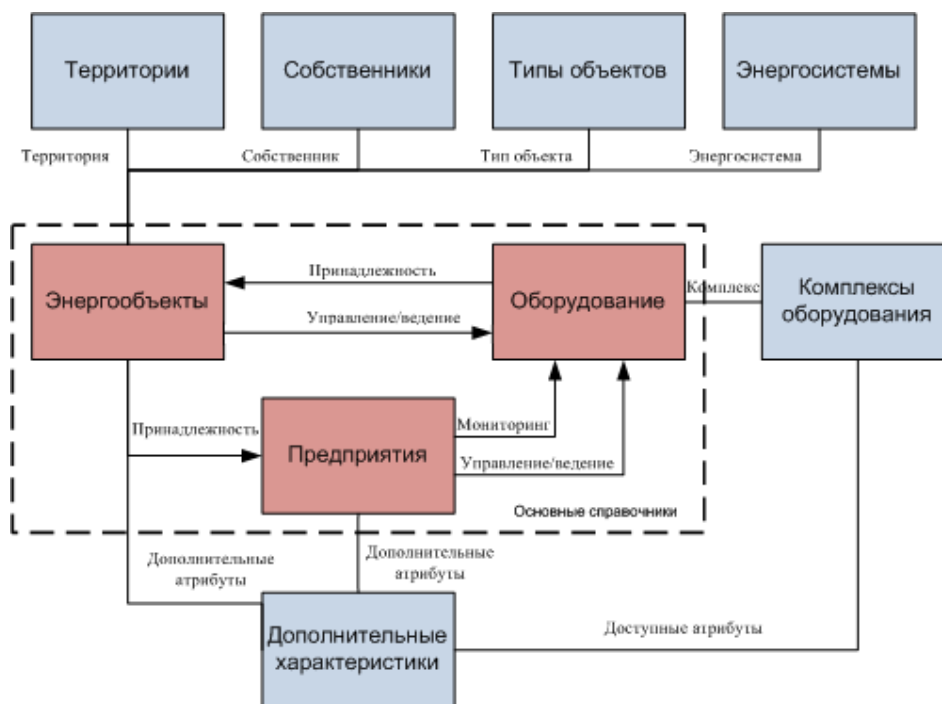 Территории
Собственники
Типы объектов
Энергосистемы
Территория
Собственник
Тип объекта
Энергосистема
Энергообъекты
Принадлежность
Управление/ведение
Оборудование
Комплекс
Комплексы
оборудования
Принадлежность
Предприятия
Мониторинг
Управление/ведение
Основные справочники
Дополнительные
атрибуты
Дополнительные
атрибуты
Дополнительные
характеристики
Доступные атрибуты